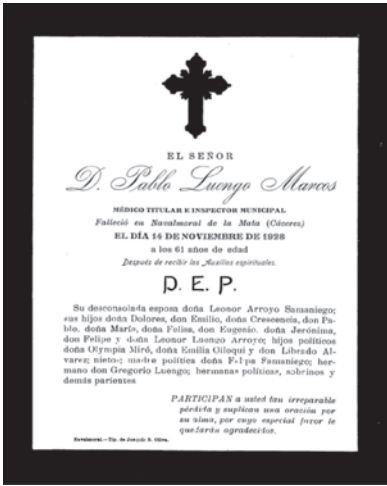 EL SEÑOR
D. Pablo Luengo Marcos
MÉDICO TITULAR E INSPECTOR MUNICIPAL
Falleció en Navalmoral de la Mata (Cáceres)
EL DÍA 14 DE NOVIEMBRE DE 1928
a los 61 años de edad
Después de recibir los Auxilios espirituales.
D. E. P.
Su desconsolada esposa doña Leonor Arroyo Samaniego;
sus hijos doña Dolores, don Emilio, doña Crescencia, don Pa-
blo, doña María, doña Felisa, don Eugenio, doña Jerónima,
don Felipe y doña Leonor Luengo Arroyo; hijos políticos
doña Olympia Miró, doña Emilia Ciloqui y don Librado Al-
varez; nietos; madre política doña Felipa Samaniego; her-
mano don Gregorio Luengo; hermanas políticas, sobrinos y
demás parientes
PARTICIPAN a usted tan irreparable
pérdida y suplican una oración por
su alma, por cuyo especial favor le
quedarán agradecidos.
Navalmoral.—Tip. de Joaquín S. Oliva.